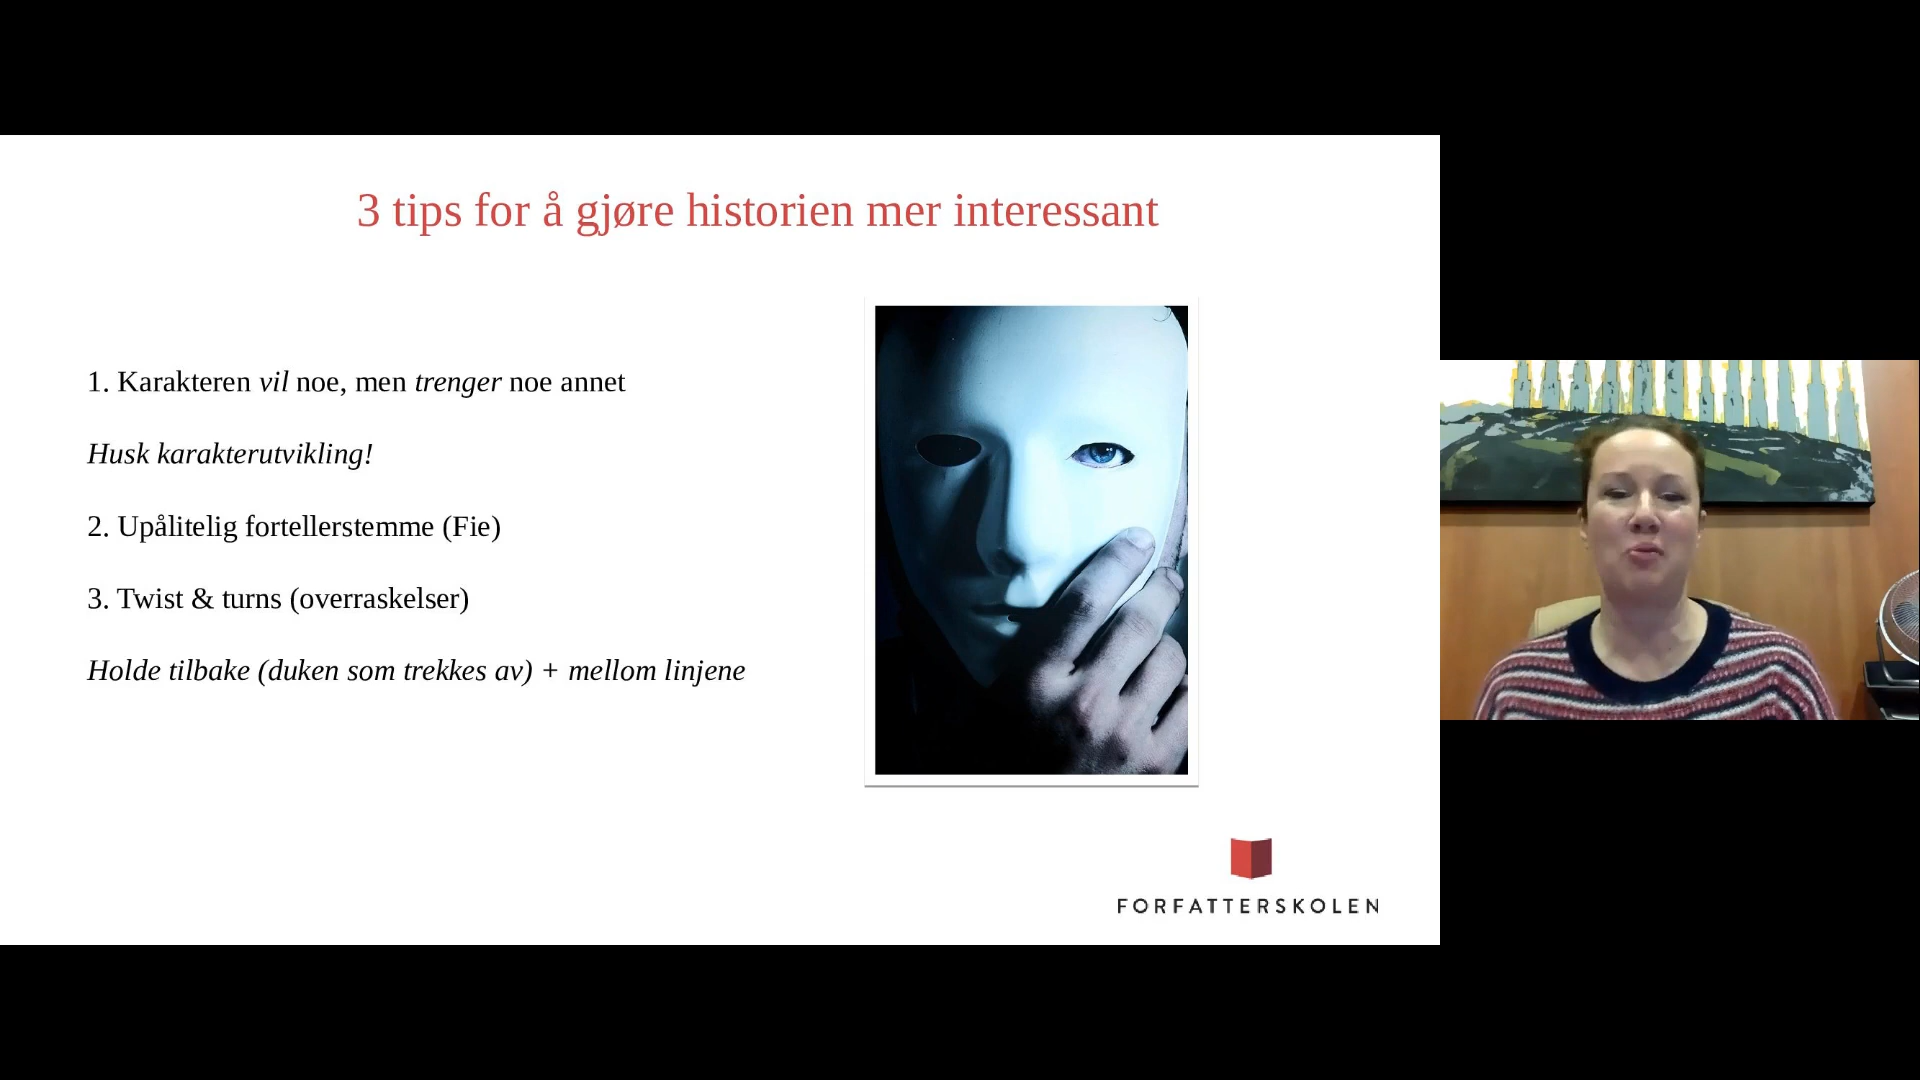 3 tips for å gjøre historien mer interessant
1. Karakteren vil noe, men trenger noe annet
Husk karakterutvikling!
2. Upålitelig fortellerstemme (Fie)
3. Twist & turns (overraskelser)
Holde tilbake (duken som trekkes av) + mellom linjene
FORFATTERSKOLEN